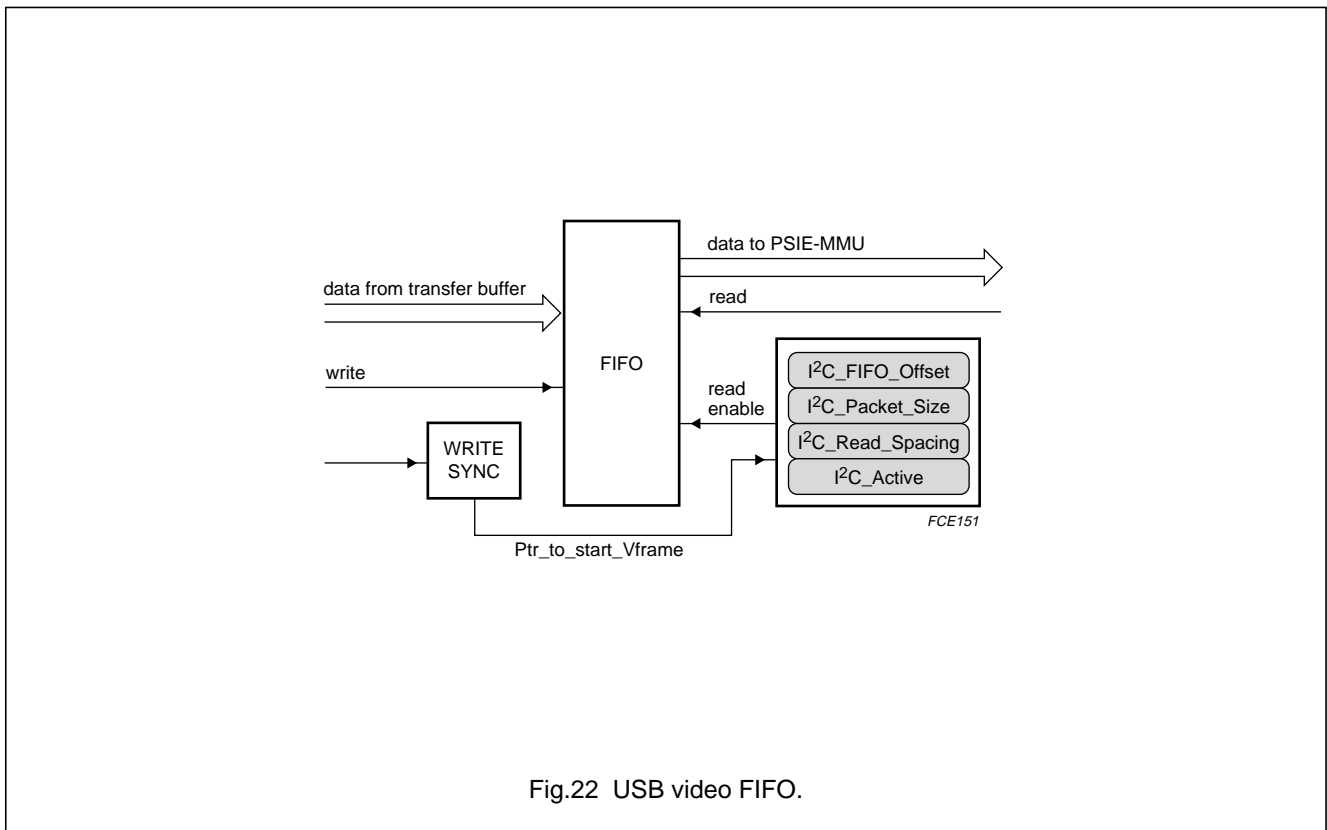 data to PSIE-MMU
data from transfer buffer
read
FIFO
write
read
enable
I²C_FIFO_Offset
I²C_Packet_Size
I²C_Read_Spacing
I²C_Active
WRITE
SYNC
FCE151
Ptr_to_start_Vframe
Fig.22 USB video FIFO.